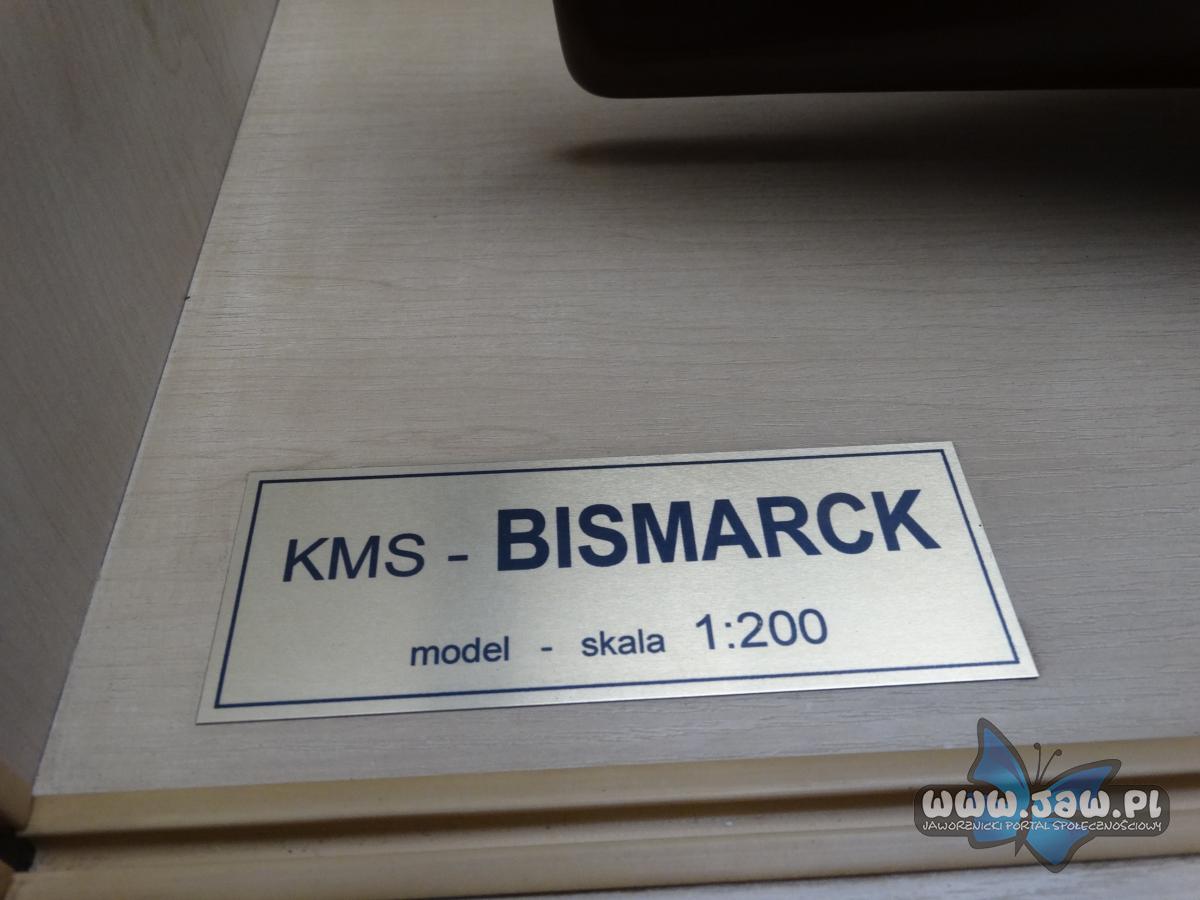 KMS - BISMARCK
model - skala 1:200
www.jaw.pl
JAWORZNICKI PORTAL SPOŁECZNOŚCIOWY